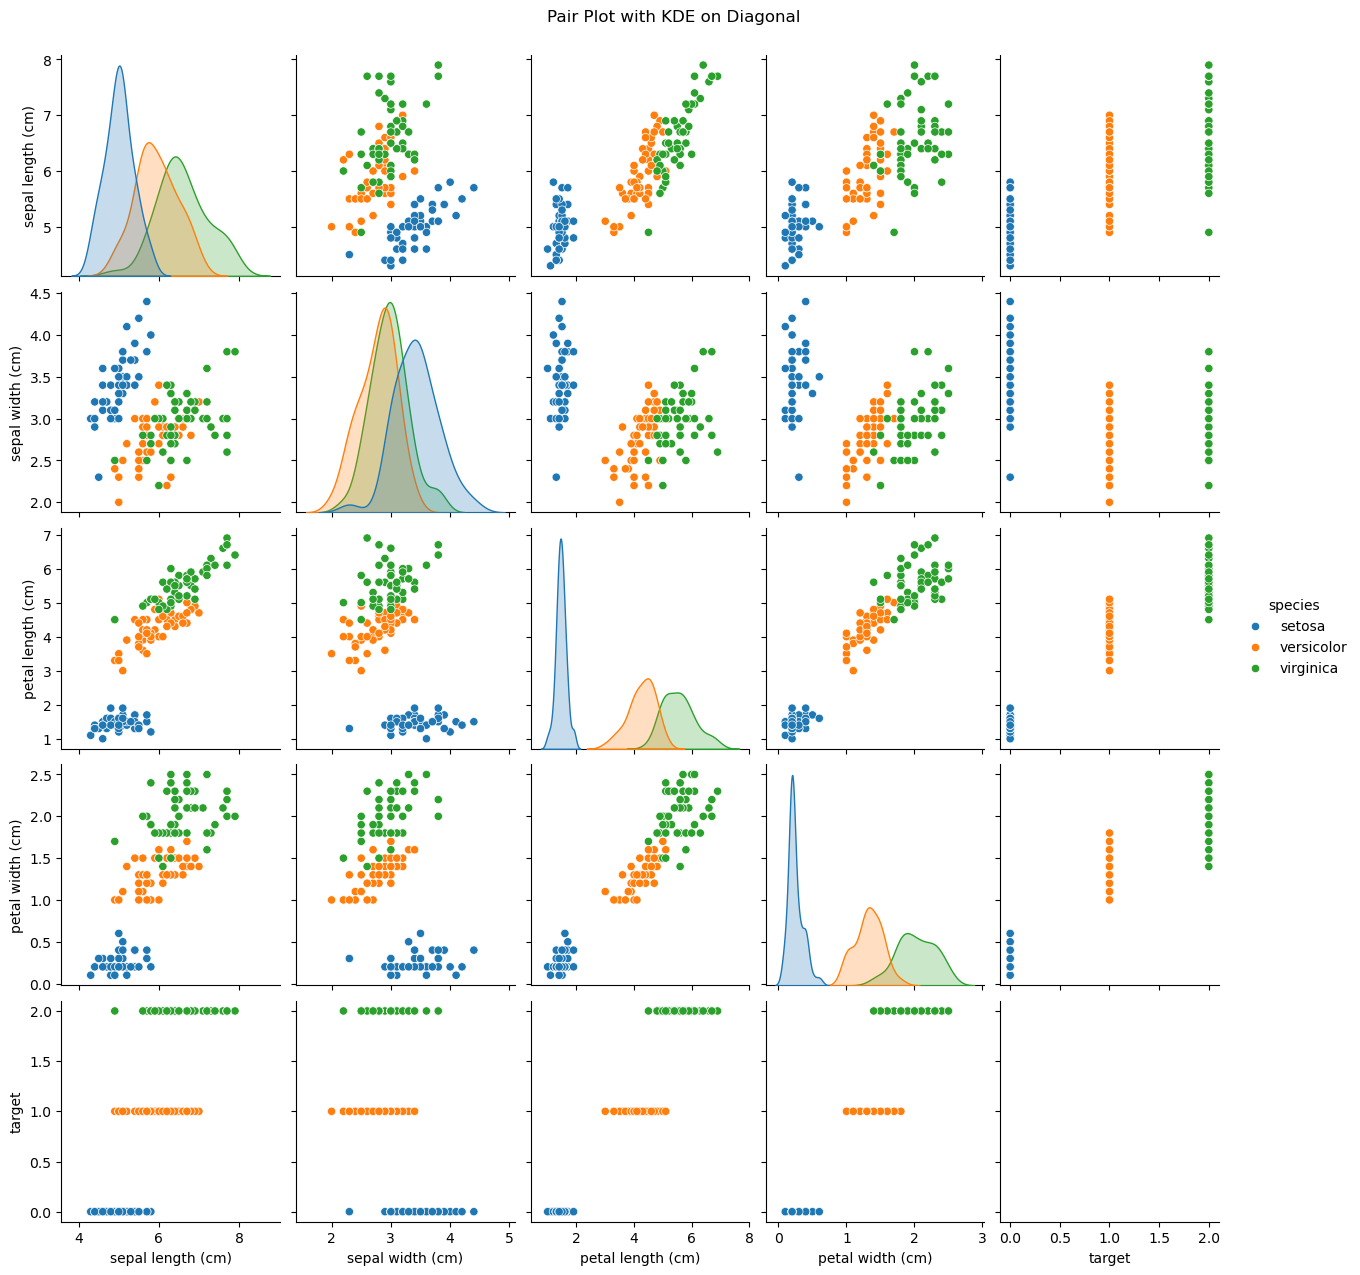 Pair Plot with KDE on Diagonal
8
7
6
5
sepal length (cm)
4.5
4.0
3.5
3.0
2.5
2.0
sepal width (cm)
7
6
5
4
3
2
1
petal length (cm)
species
setosa
versicolor
virginica
2.5
2.0
1.5
1.0
0.5
0.0
petal width (cm)
2.0
1.5
1.0
0.5
0.0
target
4 6 8
2 3 4 5
2 4 6 8
0 1 2 3
0.0 0.5 1.0 1.5 2.0
sepal length (cm)
sepal width (cm)
petal length (cm)
petal width (cm)
target